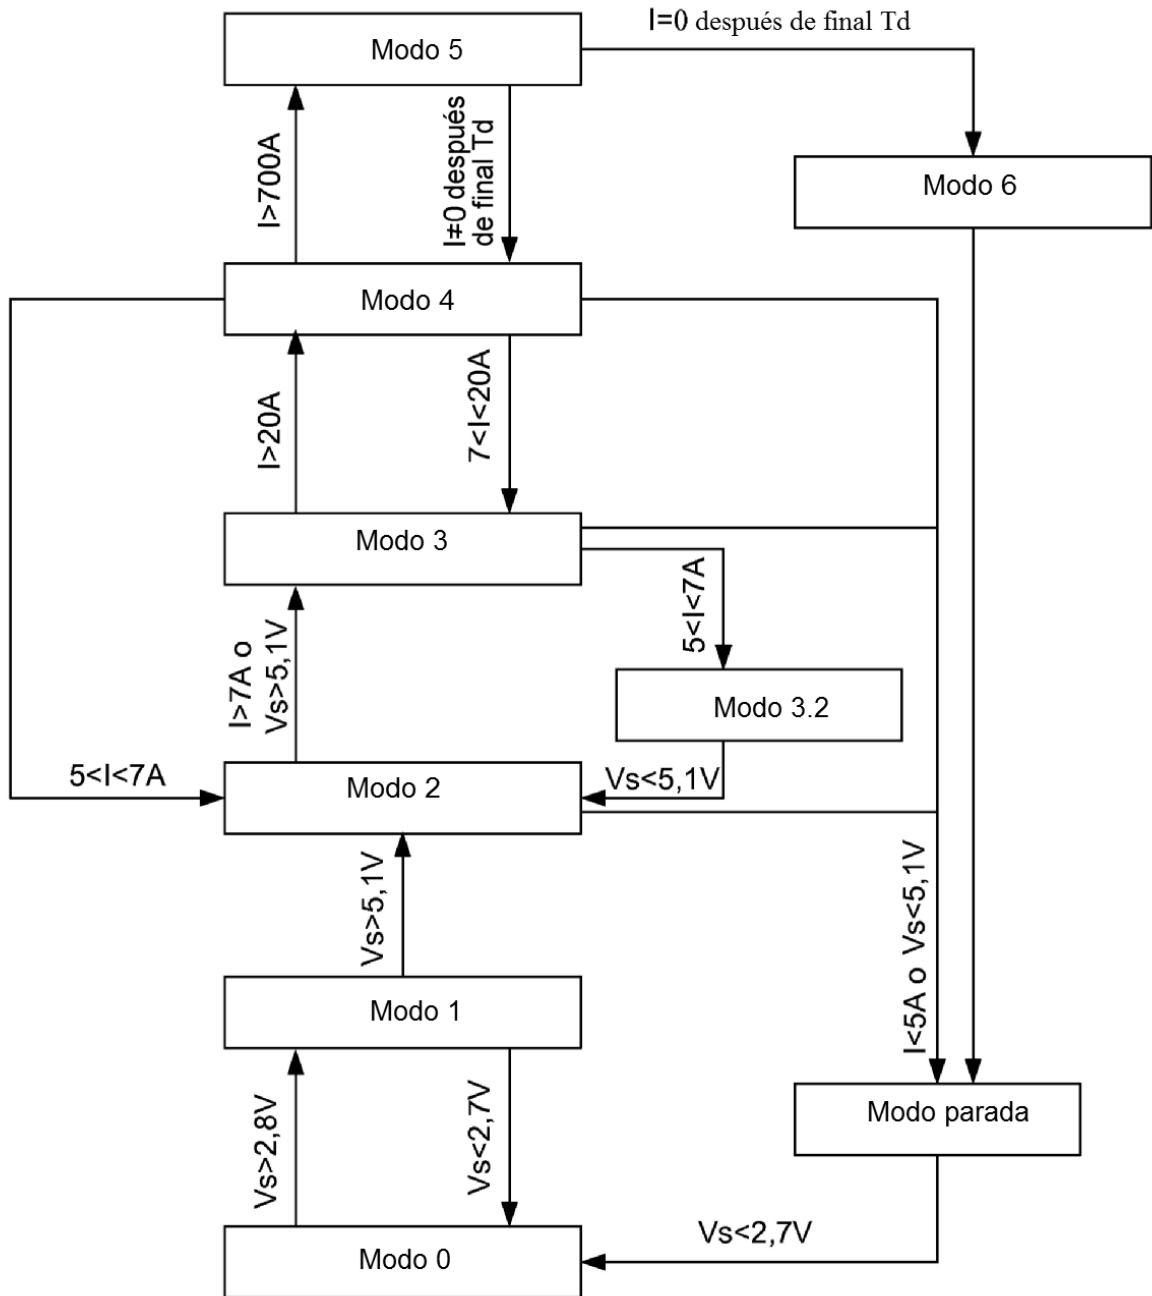 I=0 después de final Td
Modo 5
I>700A
I≠0 después
de final Td
Modo 6
Modo 4
I>20A
7<I<20A
Modo 3
5<I<7A
I>7A o
Vs>5,1V
Modo 3.2
5<I<7A
Modo 2
Vs<5,1V
Vs>5,1V
I<5A o Vs<5,1V
Modo 1
Vs>2,8V
Vs<2,7V
Modo parada
Vs<2,7V
Modo 0